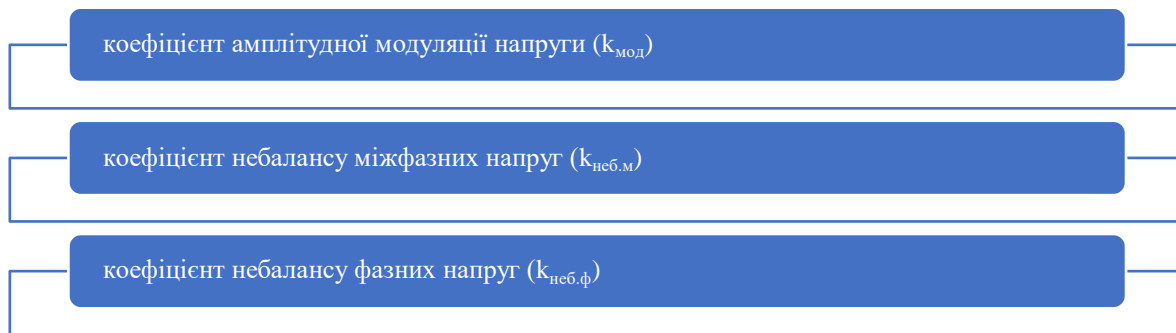 коефіцієнт амплітудної модуляції напруги (kмод)
коефіцієнт небалансу міжфазних напруг (kнеб.м)
коефіцієнт небалансу фазних напруг (kнеб.ф)